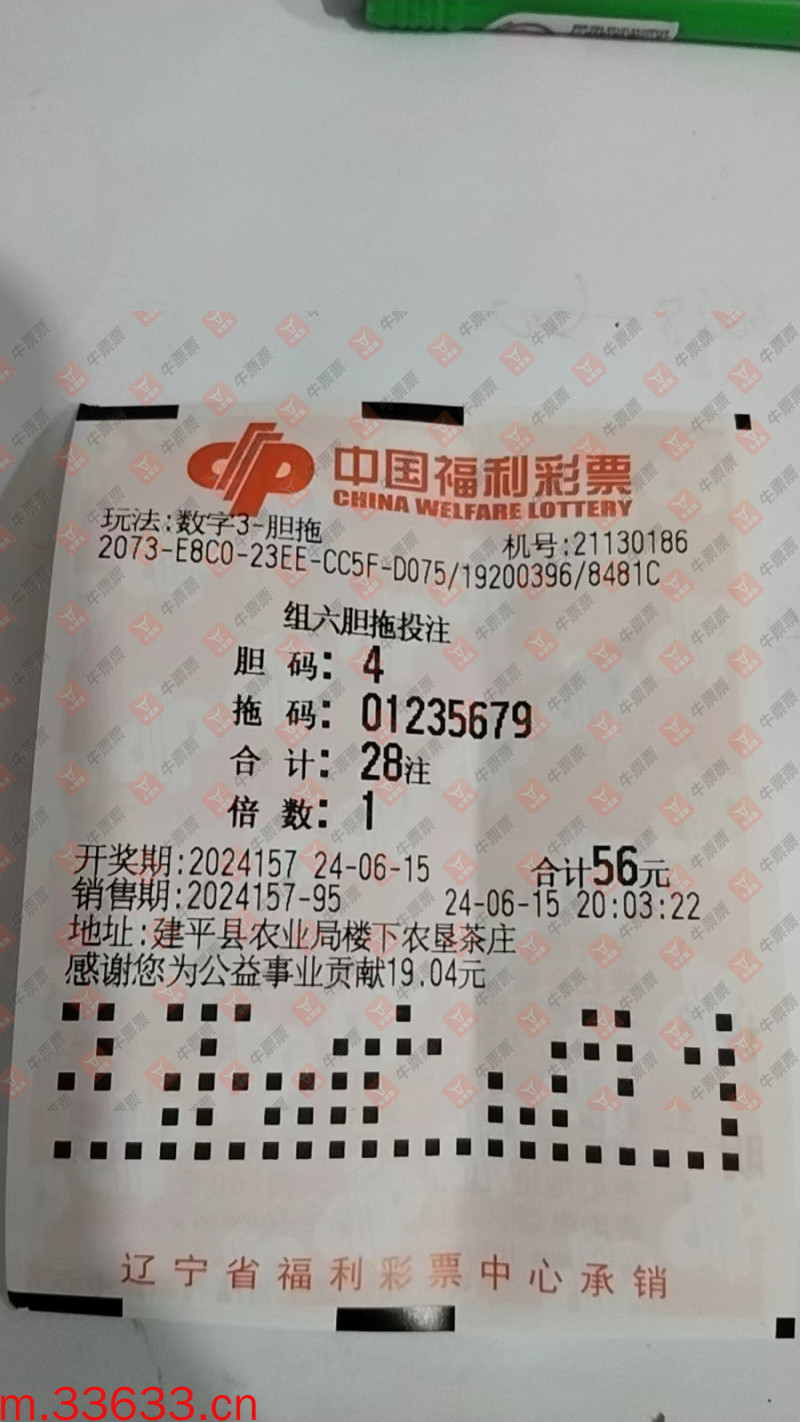 中国福利彩票
CHINA WELFARE LOTTERY
玩法:数字3-胆拖
机号:21130186
2073-E8C0-23EE-CC5F-D075/19200396/8481C
组六胆拖投注
胆 码: 4
拖 码: 01235679
合 计: 28注
倍 数: 1
开奖期:2024157 24-06-15 合计56元
销售期:2024157-95 24-06-15 20:03:22
地址:建平县农业局楼下农垦茶庄
感谢您为公益事业贡献19.04元
辽宁省福利彩票中心承销
m.33633.cn
牛票票